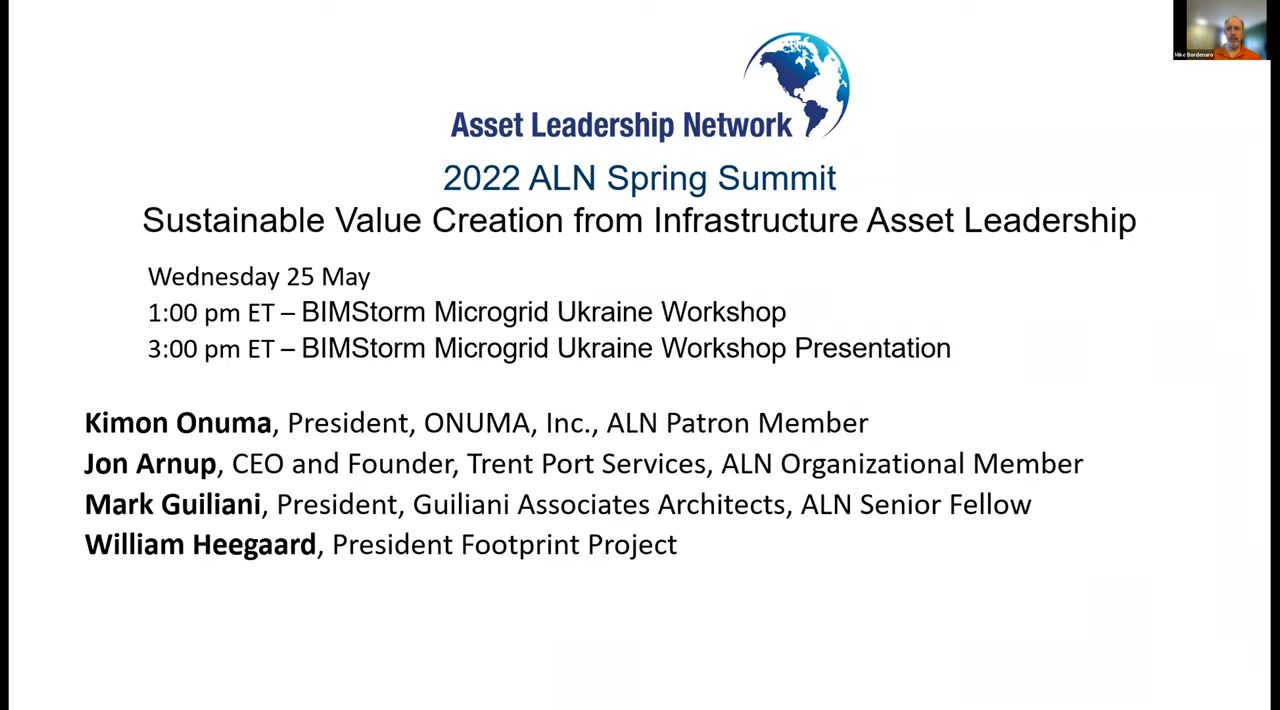 Mike Bordenaro
Asset Leadership Network
2022 ALN Spring Summit
Sustainable Value Creation from Infrastructure Asset Leadership
Wednesday 25 May
1:00 pm ET – BIMStorm Microgrid Ukraine Workshop
3:00 pm ET – BIMStorm Microgrid Ukraine Workshop Presentation
Kimon Onuma, President, ONUMA, Inc., ALN Patron Member
Jon Arnup, CEO and Founder, Trent Port Services, ALN Organizational Member
Mark Guiliani, President, Guiliani Associates Architects, ALN Senior Fellow
William Heegaard, President Footprint Project